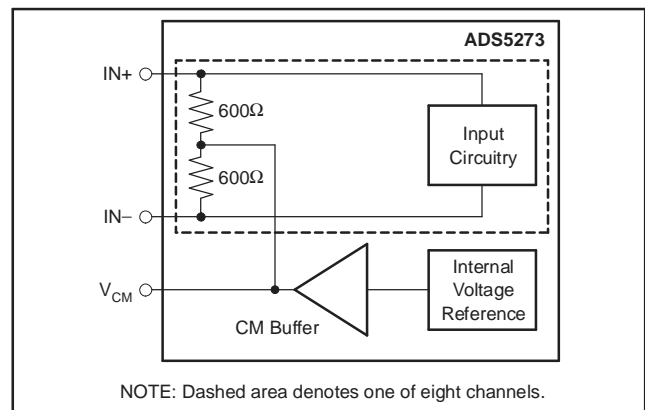 ADS5273
IN+
600Ω
Input
Circuitry
600Ω
IN–
V_CM
Internal
Voltage
Reference
CM Buffer
NOTE: Dashed area denotes one of eight channels.